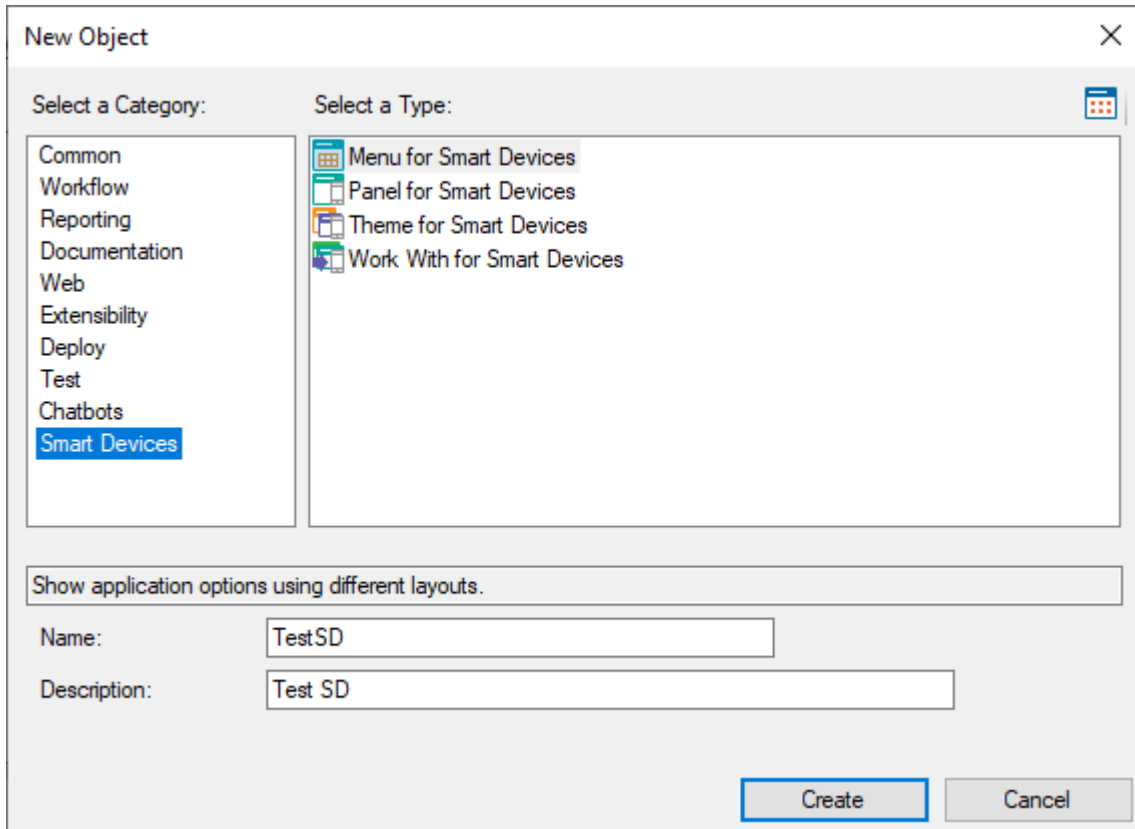 New Object
Select a Category:
Select a Type:
Common
Workflow
Reporting
Documentation
Web
Extensibility
Deploy
Test
Chatbots
Smart Devices
Menu for Smart Devices
Panel for Smart Devices
Theme for Smart Devices
Work With for Smart Devices
Show application options using different layouts.
Name:
TestSD
Description:
Test SD
Create
Cancel